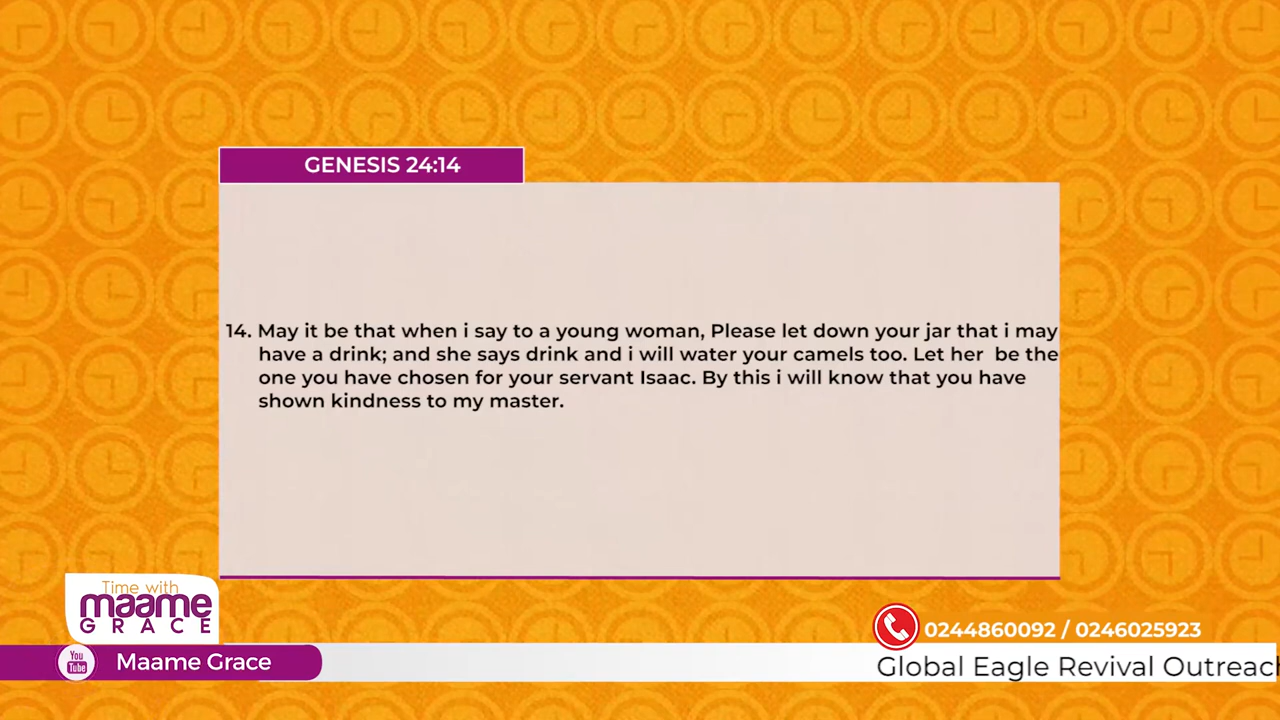 GENESIS 24:14
14. May it be that when i say to a young woman, Please let down your jar that i may
have a drink; and she says drink and i will water your camels too. Let her be the
one you have chosen for your servant Isaac. By this i will know that you have
shown kindness to my master.
Time with
maame
GRACE
You
Tube
Maame Grace
0244860092 / 0246025923
Global Eagle Revival Outreach